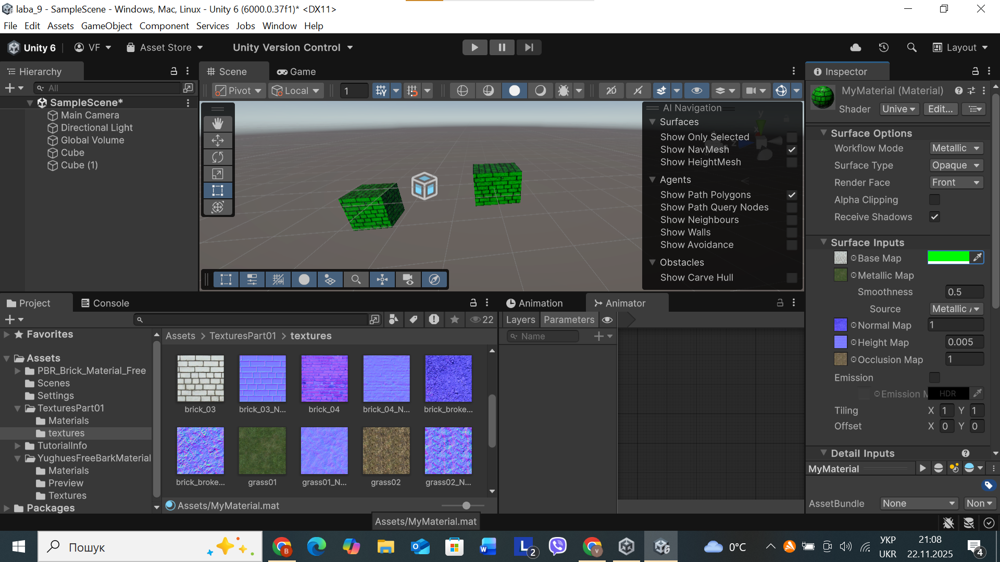 laba_9 - SampleScene - Windows, Mac, Linux - Unity 6 (6000.0.37f1)* <DX11>
File Edit Assets GameObject Component Services Jobs Window Help
Unity 6 VF Asset Store Unity Version Control Layout
Hierarchy
All
SampleScene*
Main Camera
Directional Light
Global Volume
Cube
Cube (1)
Scene Game
Pivot Local 1 2D
AI Navigation
Surfaces
Show Only Selected
Show NavMesh
Show HeightMesh
Agents
Show Path Polygons
Show Path Query Nodes
Show Neighbours
Show Walls
Show Avoidance
Obstacles
Show Carve Hull
Inspector
MyMaterial (Material)
Shader Unive Edit...
Surface Options
Workflow Mode Metallic
Surface Type Opaque
Render Face Front
Alpha Clipping
Receive Shadows
Surface Inputs
Base Map
Metallic Map
Smoothness 0.5
Source Metallic
Normal Map 1
Height Map 0.005
Occlusion Map 1
Emission
Emission M HDR
Tiling X 1 Y 1
Offset X 0 Y 0
Detail Inputs
MyMaterial
AssetBundle None Non
Project Console
22
Favorites
Assets
PBR_Brick_Material_Free
Scenes
Settings
TexturesPart01
Materials
textures
TutorialInfo
YughuesFreeBarkMaterial
Materials
Preview
Textures
Packages
Assets > TexturesPart01 > textures
brick_03 brick_03_N... brick_04 brick_04_N... brick_broke...
brick_broke... grass01 grass01_N... grass02 grass02_N...
Assets/MyMaterial.mat
Assets/MyMaterial.mat
Animation Animator
Layers Parameters
Name
Пошук
2
0°C
УКР
UKR
21:08
22.11.2025
4